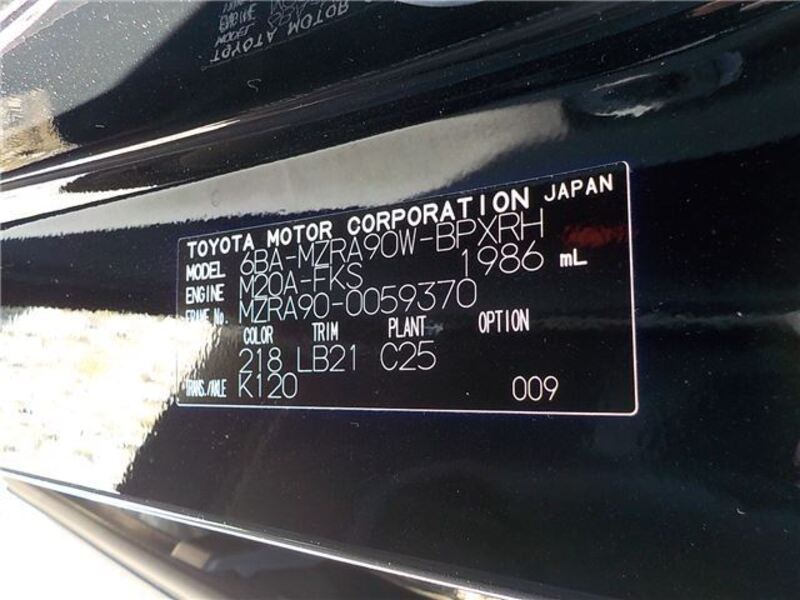 TOYOTA MOTOR CORPORATION JAPAN
MODEL 6BA-MZRA90W-BPXRH
ENGINE M20A-FKS 1986 mL
FRAME No. MZRA90-0059370
COLOR TRIM PLANT OPTION
218 LB21 C25
TRANS./AXLE K120 009